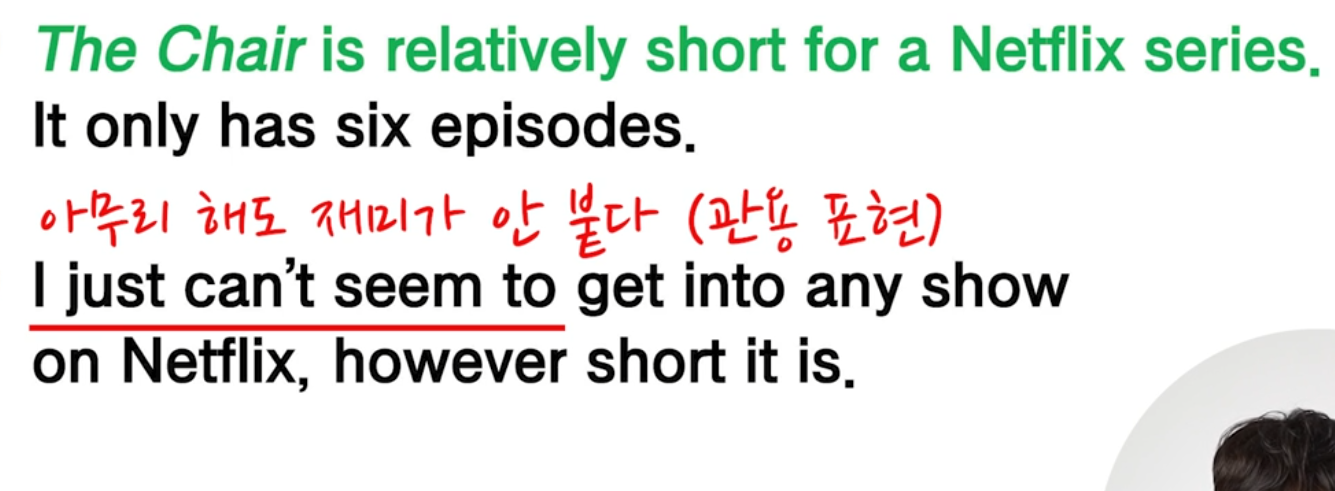 The Chair is relatively short for a Netflix series.
It only has six episodes.
아무리 해도 재미가 안 붙다 (관용 표현)
I just can't seem to get into any show
on Netflix, however short it is.